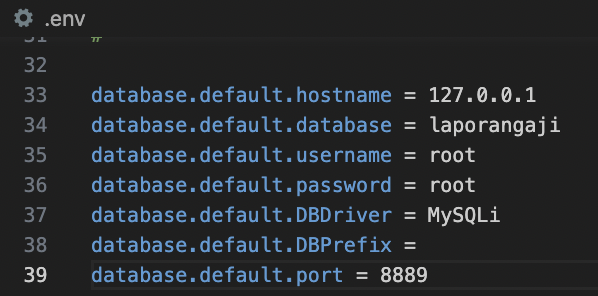 .env
31 #
32
33 database.default.hostname = 127.0.0.1
34 database.default.database = laporangaji
35 database.default.username = root
36 database.default.password = root
37 database.default.DBDriver = MySQLi
38 database.default.DBPrefix =
39 database.default.port = 8889